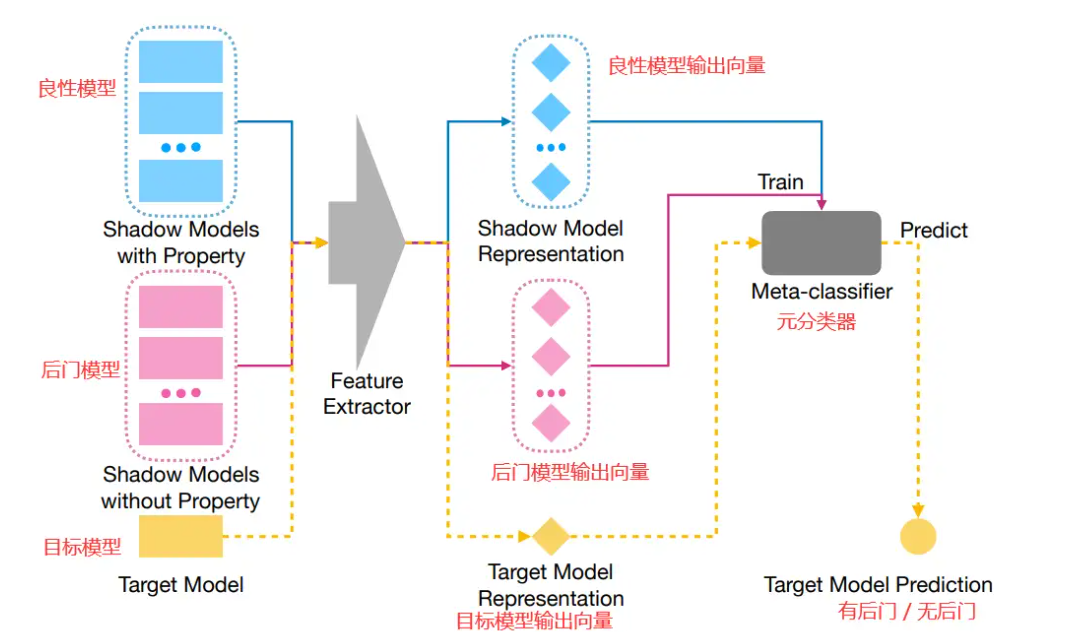 良性模型
Shadow Models
with Property
后门模型
Shadow Models
without Property
目标模型
Target Model
Feature
Extractor
良性模型输出向量
Shadow Model
Representation
后门模型输出向量
Target Model
Representation
目标模型输出向量
Train
Predict
Meta-classifier
元分类器
Target Model Prediction
有后门 / 无后门